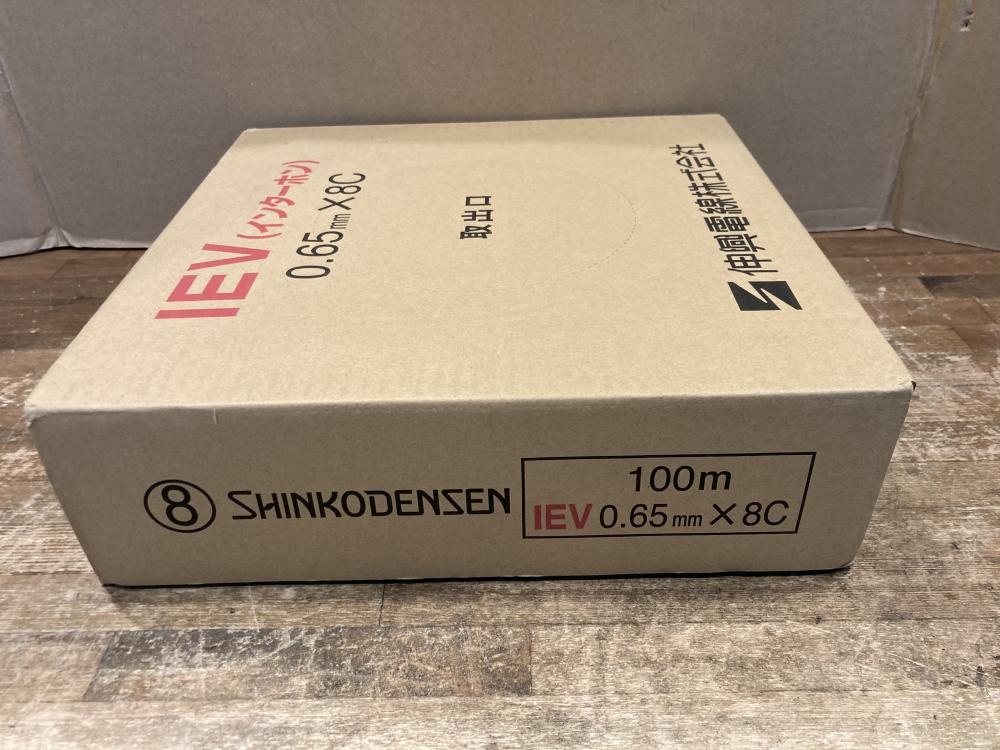 IEV (インターホン)
0.65mm×8C
取出口
伸興電線株式会社
⑧ SHINKODENSEN
100m
IEV 0.65mm×8C